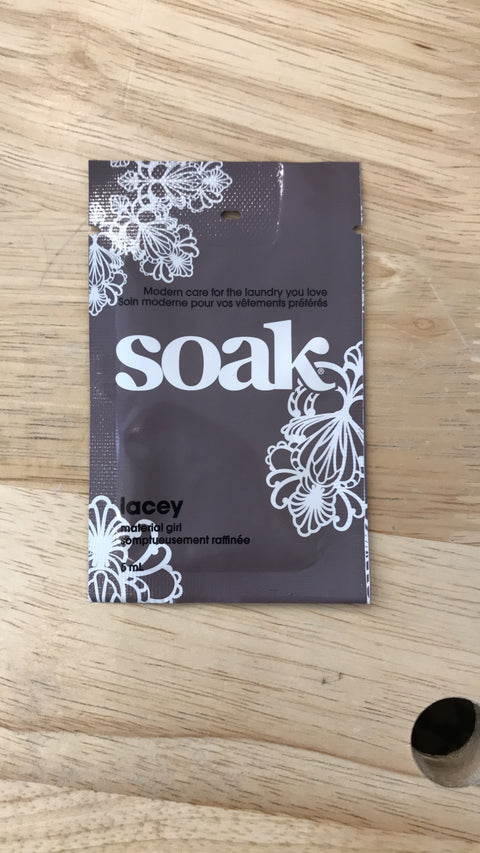 Modern care for the laundry you love
Soin moderne pour vos vêtements préférés
soak®
lacey
material girl
somptueusement raffinée
5 mL